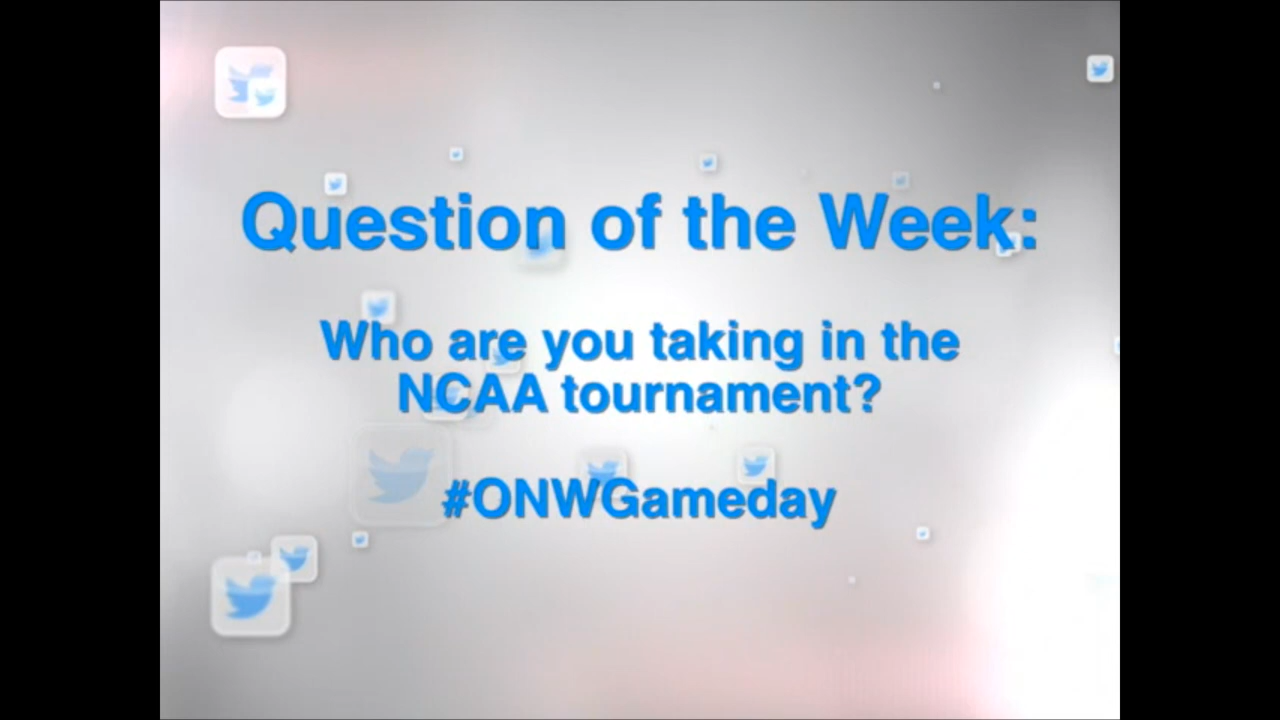 Question of the Week:
Who are you taking in the
NCAA tournament?
#ONWGameday